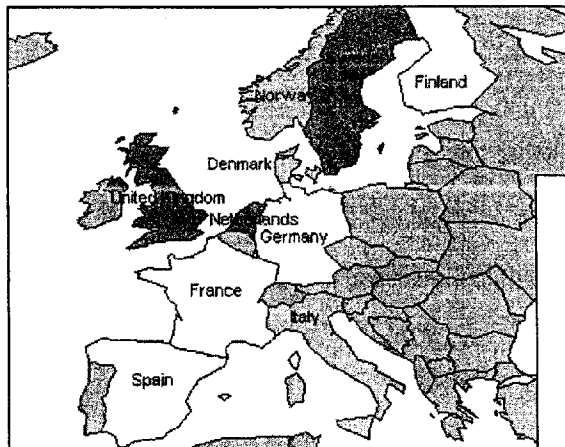 Finland
Norway
Denmark
United Kingdom
Netherlands
Germany
France
Italy
Spain